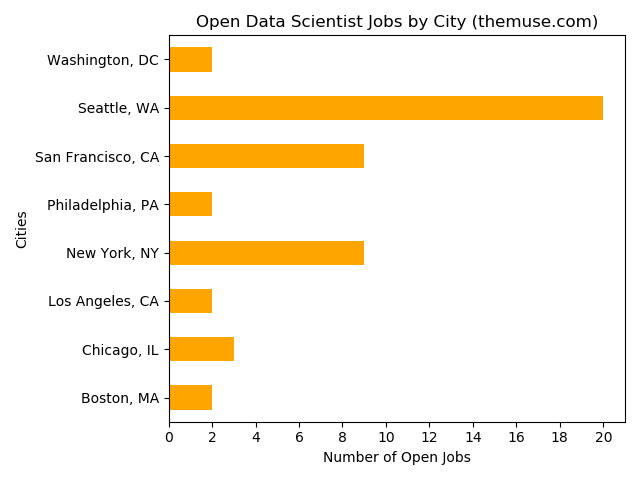 Open Data Scientist Jobs by City (themuse.com)
Washington, DC
Seattle, WA
San Francisco, CA
Philadelphia, PA
New York, NY
Los Angeles, CA
Chicago, IL
Boston, MA
Cities
0 2 4 6 8 10 12 14 16 18 20
Number of Open Jobs